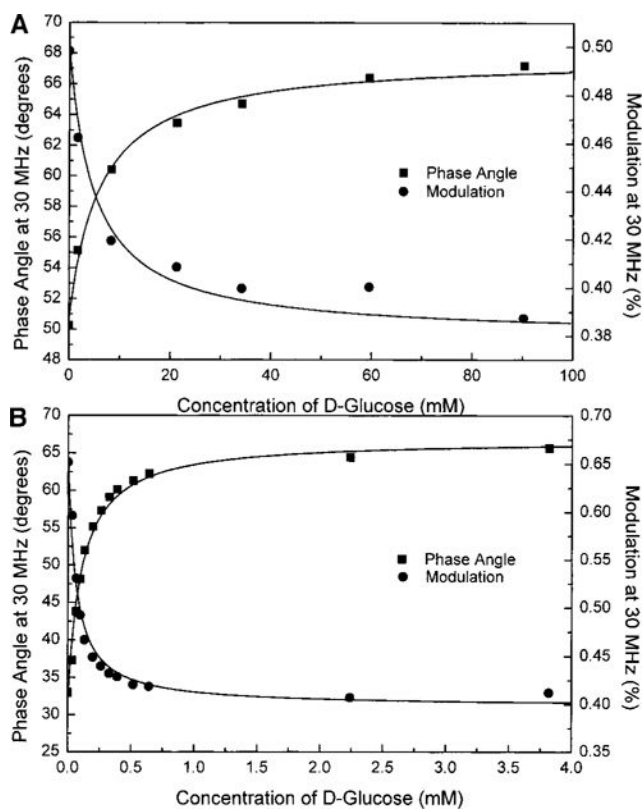 A
70
68
66
64
62
60
58
56
54
52
50
48
Phase Angle at 30 MHz (degrees)
0.50
0.48
0.46
0.44
0.42
0.40
0.38
Modulation at 30 MHz (%)
Phase Angle
Modulation
0 20 40 60 80 100
Concentration of D-Glucose (mM)
B
70
65
60
55
50
45
40
35
30
25
Phase Angle at 30 MHz (degrees)
0.70
0.65
0.60
0.55
0.50
0.45
0.40
0.35
Modulation at 30 MHz (%)
Phase Angle
Modulation
0.0 0.5 1.0 1.5 2.0 2.5 3.0 3.5 4.0
Concentration of D-Glucose (mM)